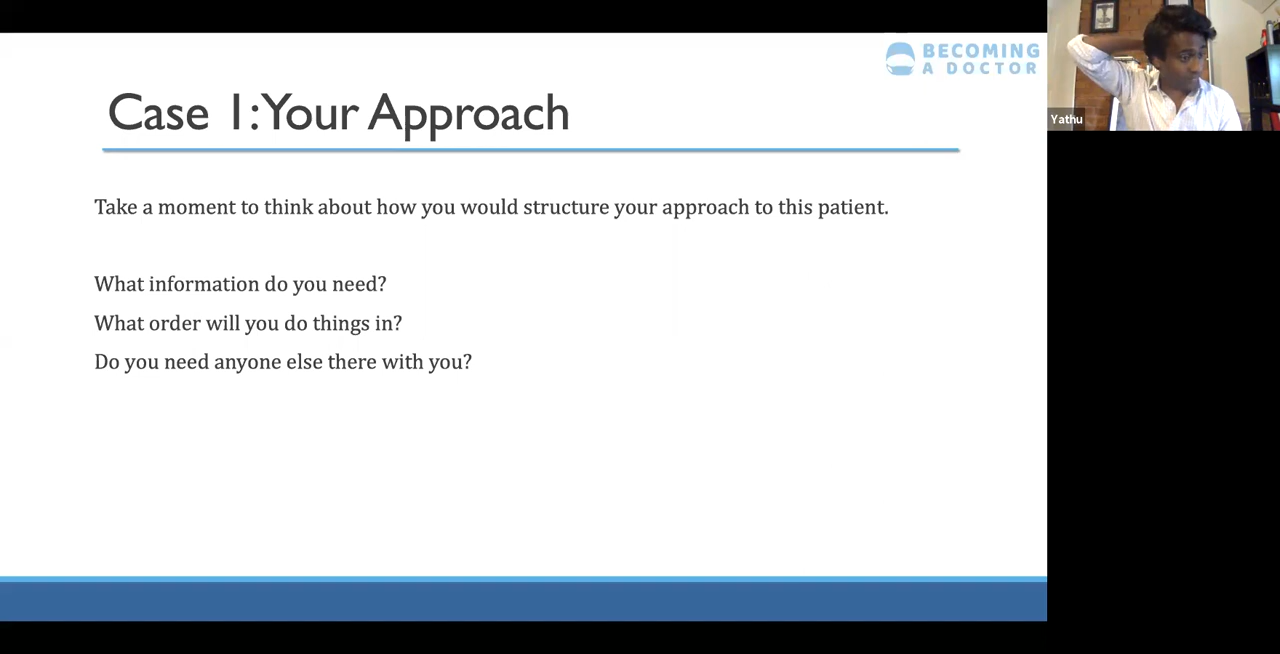 BECOMING
A DOCTOR
Case 1: Your Approach
Yathu
Take a moment to think about how you would structure your approach to this patient.
What information do you need?
What order will you do things in?
Do you need anyone else there with you?